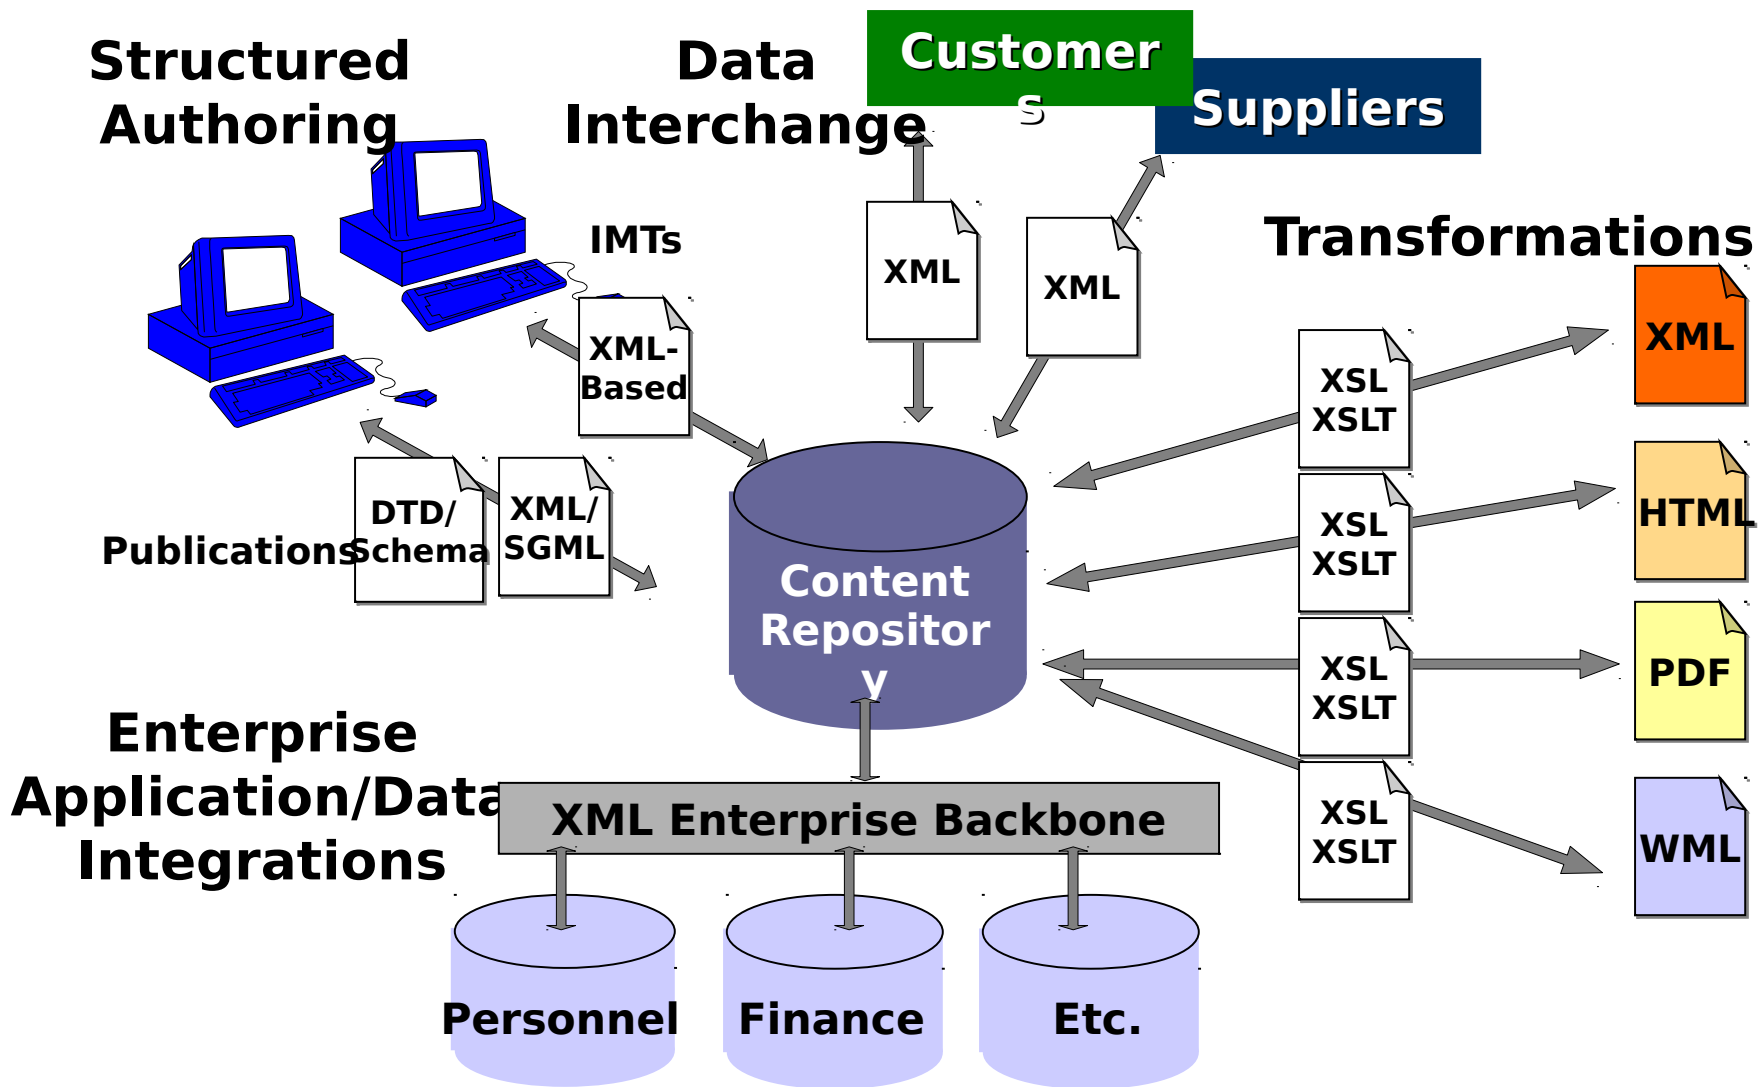 Structured
Authoring
Data
Interchange
Customer
s
Suppliers
IMTs
XML
XML
Transformations
XML-
Based
XSL
XSLT
XML
Publications
DTD/
Schema
XML/
SGML
XSL
XSLT
HTML
Content
Repositor
y
XSL
XSLT
PDF
Enterprise
Application/Data
Integrations
XML Enterprise Backbone
XSL
XSLT
WML
Personnel
Finance
Etc.